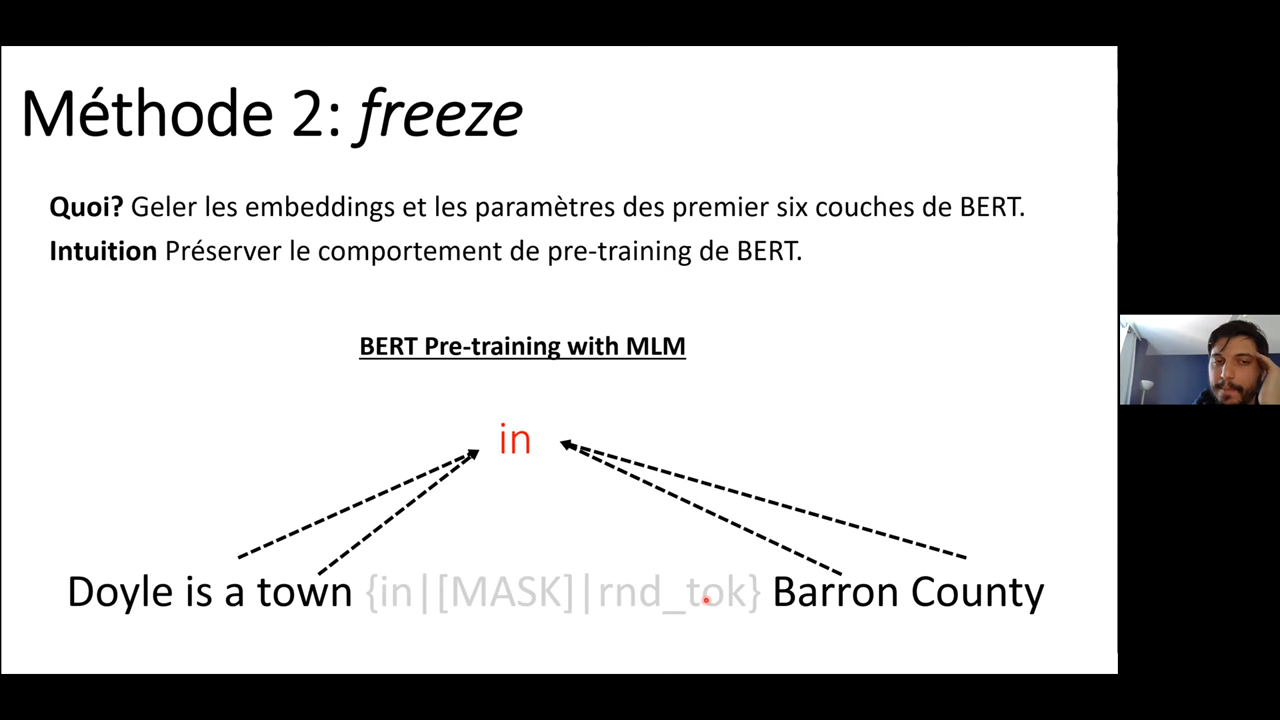 Méthode 2: freeze
Quoi? Geler les embeddings et les paramètres des premier six couches de BERT.
Intuition Préserver le comportement de pre-training de BERT.
BERT Pre-training with MLM
in
Doyle is a town {in|[MASK]|rnd_tok} Barron County